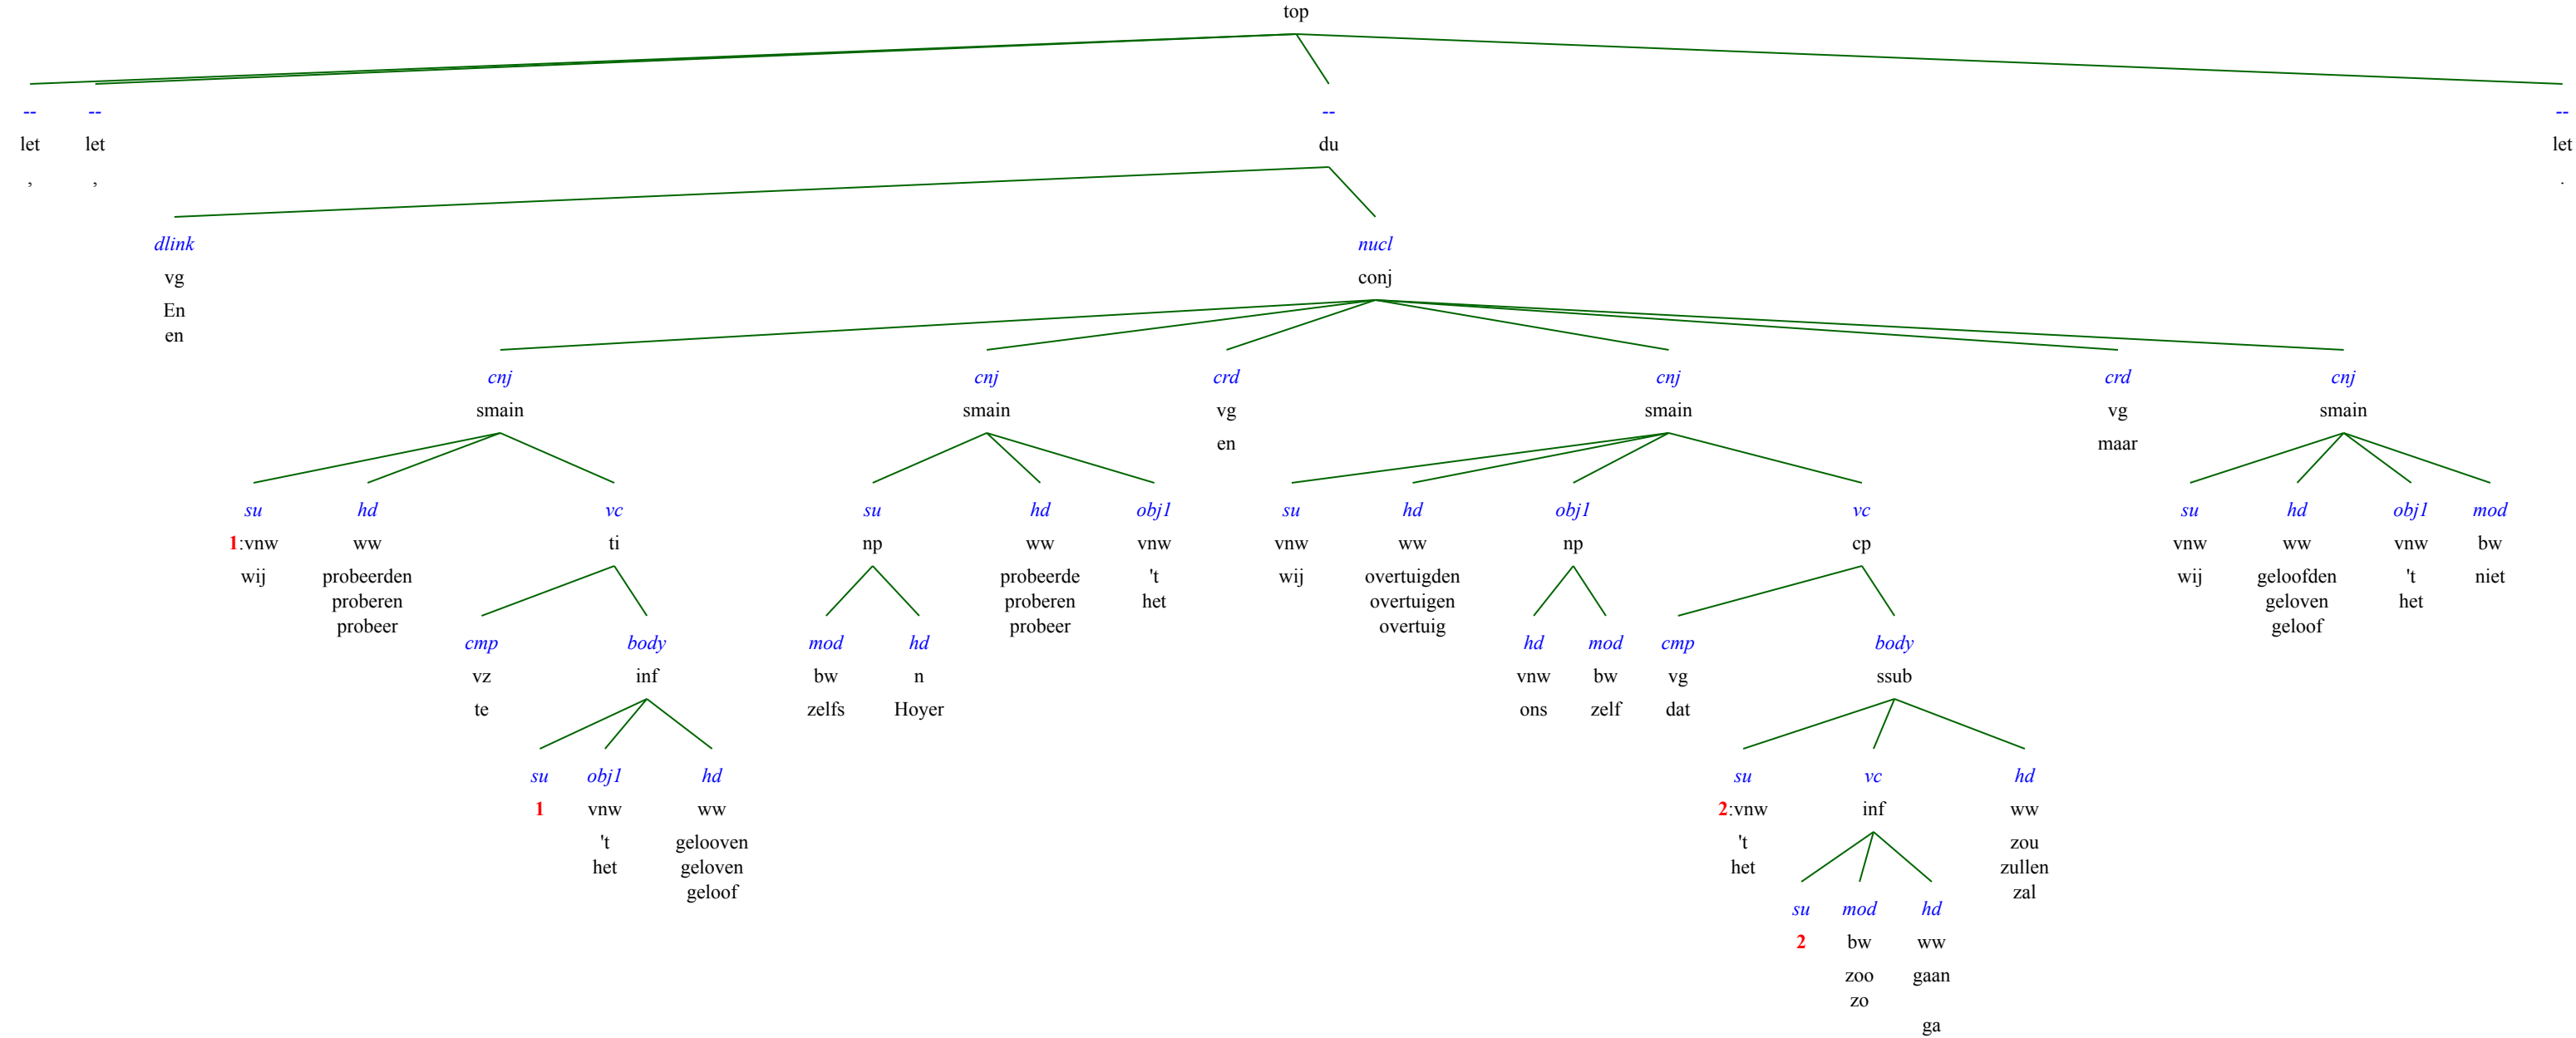 top
-- -- -- --
let let du let
, , .
dlink nucl
vg conj
En
en
cnj cnj crd cnj crd cnj
smain smain vg smain vg smain
en maar
su hd vc su hd obj1 su hd obj1 vc su hd obj1 mod
1:vnw ww ti np ww vnw vnw ww np cp vnw ww vnw bw
wij probeerden probeerde 't wij overtuigden wij geloofden 't niet
proberen proberen het overtuigen geloven het
probeer probeer overtuig geloof
cmp body mod hd hd mod cmp body
vz inf bw n vnw bw vg ssub
te zelfs Hoyer ons zelf dat
su obj1 hd su vc hd
1 vnw ww 2:vnw inf ww
't gelooven 't zou
het geloven het zullen
geloof zal
su mod hd
2 bw ww
zoo gaan
zo
ga